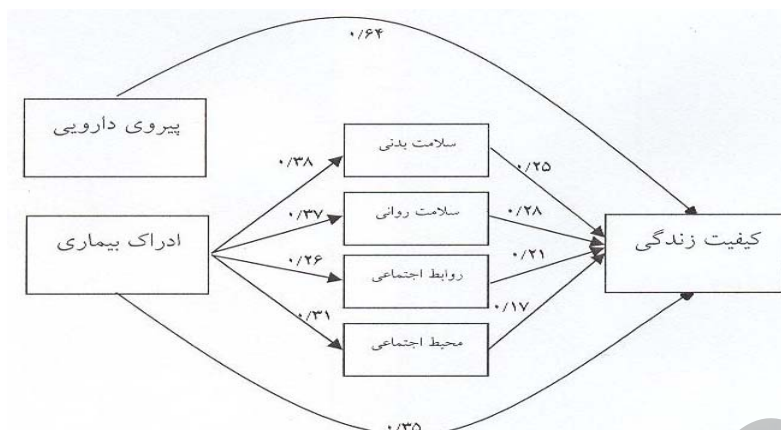 ۰/۶۴
پیروی دارویی
سلامت بدنی
۰/۳۸
۰/۲۵
سلامت روانی
۰/۳۷
۰/۲۸
ادراک بیماری
کیفیت زندگی
۰/۲۶
روابط اجتماعی
۰/۲۱
۰/۳۱
محیط اجتماعی
۰/۱۷
۰/۳۵